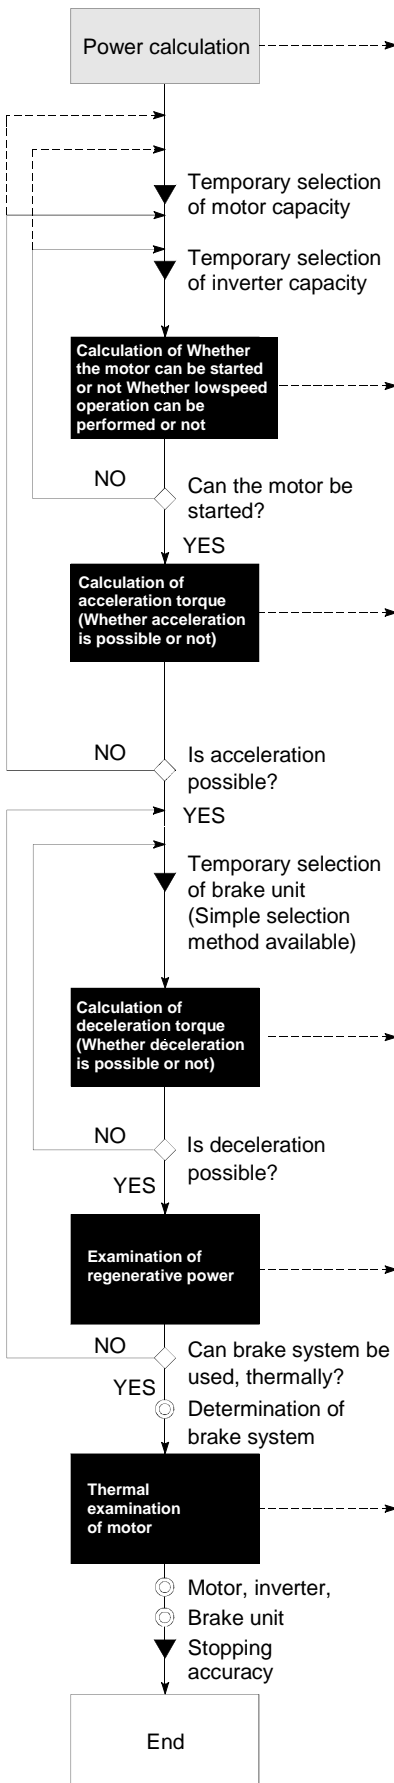 Power calculation
Temporary selection
of motor capacity
Temporary selection
of inverter capacity
Calculation of Whether
the motor can be started
or not Whether lowspeed
operation can be
performed or not
NO
Can the motor be
started?
YES
Calculation of
acceleration torque
(Whether acceleration
is possible or not)
NO
Is acceleration
possible?
YES
Temporary selection
of brake unit
(Simple selection
method available)
Calculation of
deceleration torque
(Whether déceleration
is possible or not)
NO
Is deceleration
possible?
YES
Examination of
regenerative power
NO
Can brake system be
used, thermally?
YES
Determination of
brake system
Thermal
examination
of motor
Motor, inverter,
Brake unit
Stopping
accuracy
End